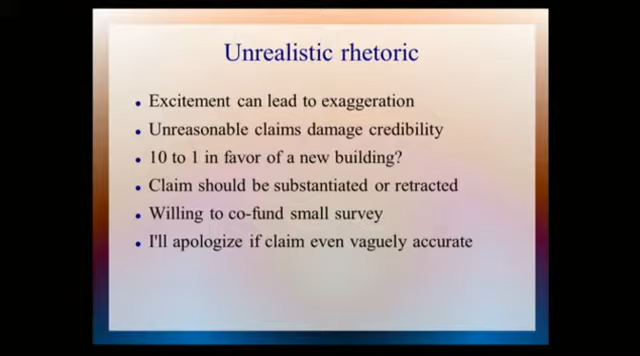 Unrealistic rhetoric
• Excitement can lead to exaggeration
• Unreasonable claims damage credibility
• 10 to 1 in favor of a new building?
• Claim should be substantiated or retracted
• Willing to co-fund small survey
• I'll apologize if claim even vaguely accurate